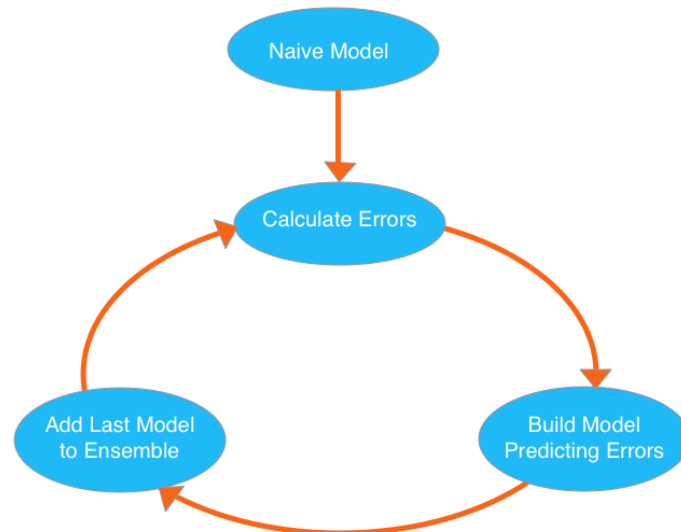 Naive Model
Calculate Errors
Add Last Model
to Ensemble
Build Model
Predicting Errors